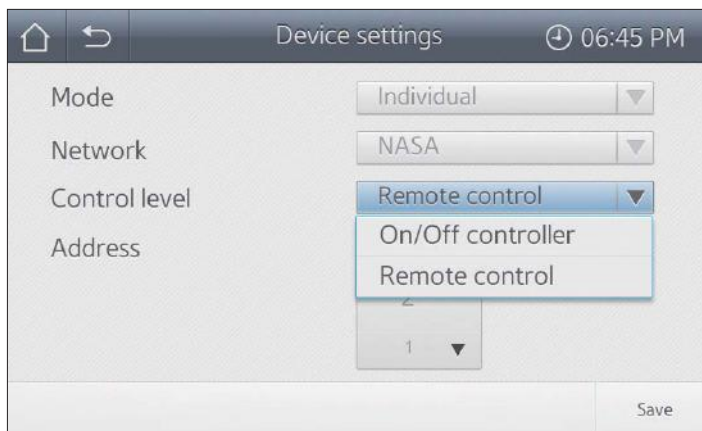 Device settings 06:45 PM
Mode Individual
Network NASA
Control level Remote control
On/Off controller
Address
Remote control
1
Save